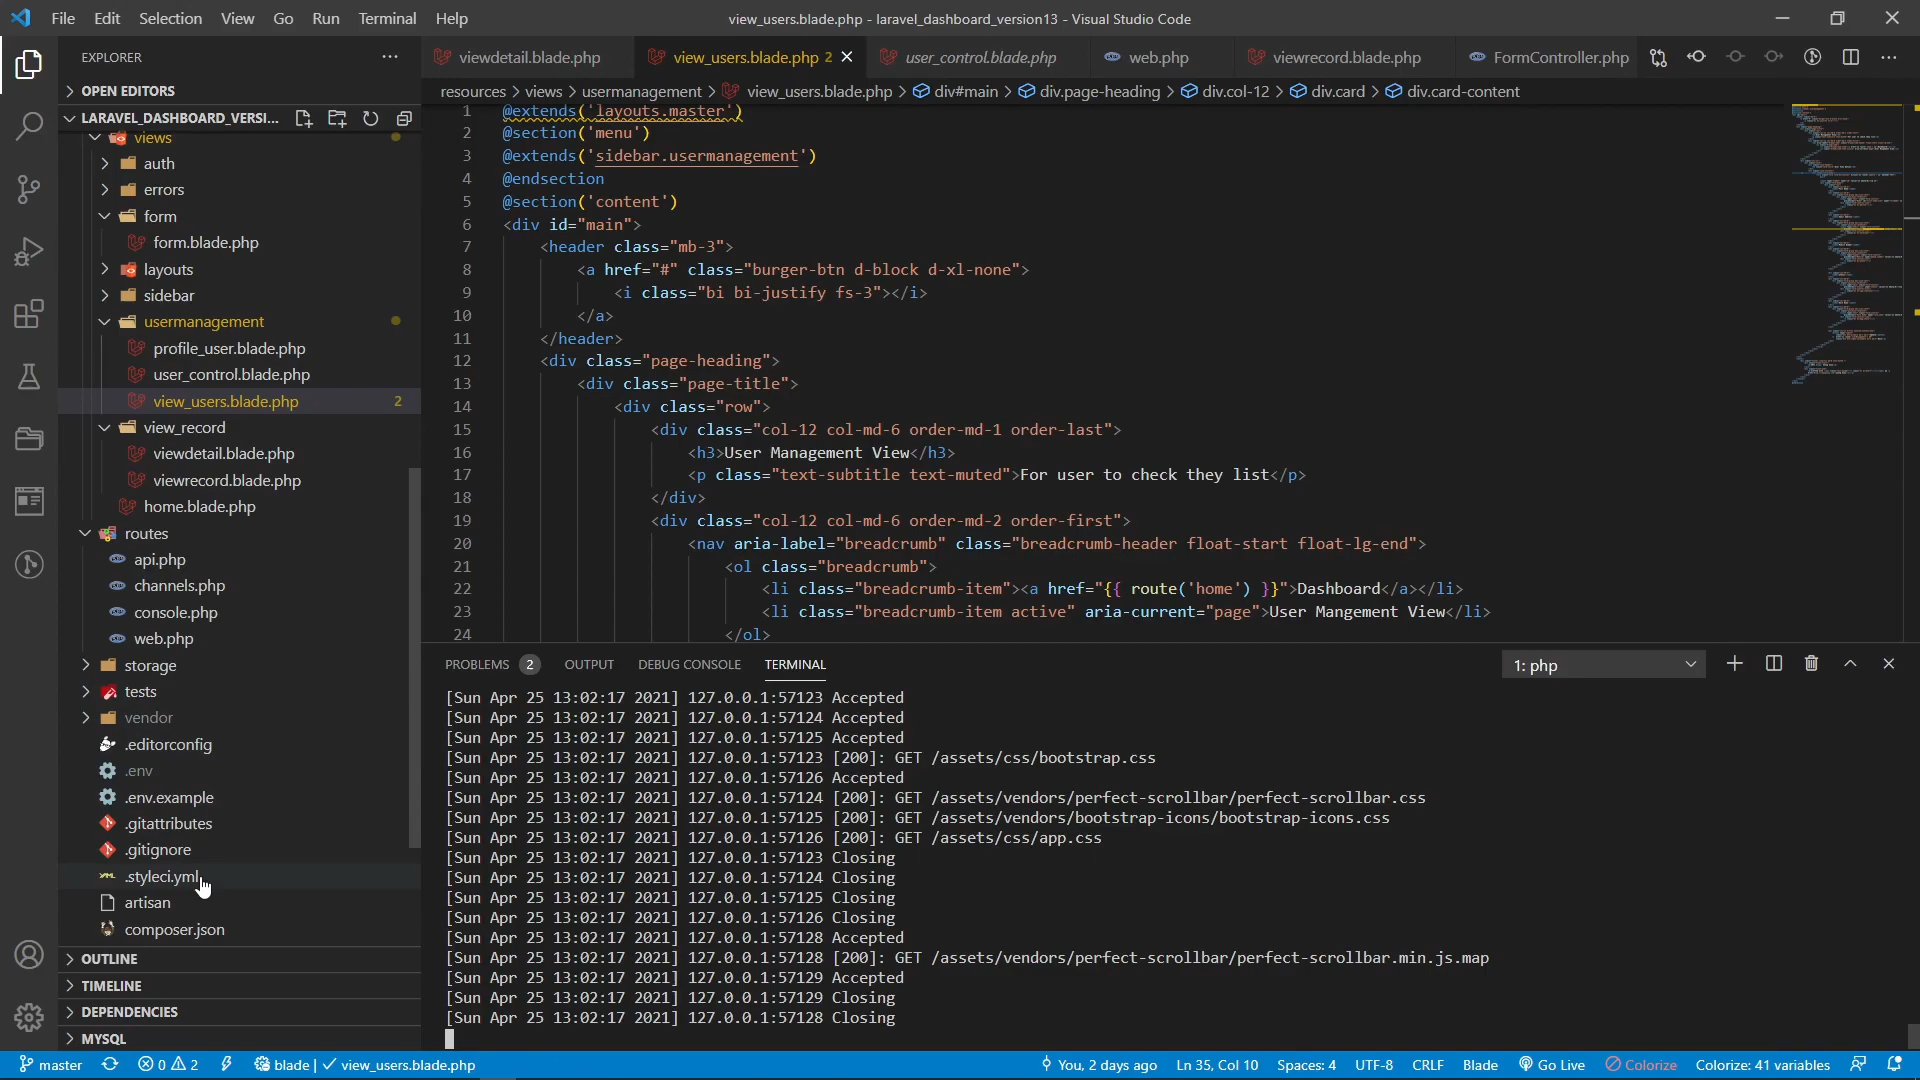 File Edit Selection View Go Run Terminal Help
view_users.blade.php - laravel_dashboard_version13 - Visual Studio Code
EXPLORER
OPEN EDITORS
LARAVEL_DASHBOARD_VERSI...
views
auth
errors
form
form.blade.php
layouts
sidebar
usermanagement
profile_user.blade.php
user_control.blade.php
view_users.blade.php 2
view_record
viewdetail.blade.php
viewrecord.blade.php
home.blade.php
routes
api.php
channels.php
console.php
web.php
storage
tests
vendor
.editorconfig
.env
.env.example
.gitattributes
.gitignore
.styleci.yml
artisan
composer.json
OUTLINE
TIMELINE
DEPENDENCIES
MYSQL
viewdetail.blade.php view_users.blade.php 2 user_control.blade.php web.php viewrecord.blade.php FormController.php
resources > views > usermanagement > view_users.blade.php > div#main > div.page-heading > div.col-12 > div.card > div.card-content
1 @extends('layouts.master')
2 @section('menu')
3 @extends('sidebar.usermanagement')
4 @endsection
5 @section('content')
6 <div id="main">
7 <header class="mb-3">
8 <a href="#" class="burger-btn d-block d-xl-none">
9 <i class="bi bi-justify fs-3"></i>
10 </a>
11 </header>
12 <div class="page-heading">
13 <div class="page-title">
14 <div class="row">
15 <div class="col-12 col-md-6 order-md-1 order-last">
16 <h3>User Management View</h3>
17 <p class="text-subtitle text-muted">For user to check they list</p>
18 </div>
19 <div class="col-12 col-md-6 order-md-2 order-first">
20 <nav aria-label="breadcrumb" class="breadcrumb-header float-start float-lg-end">
21 <ol class="breadcrumb">
22 <li class="breadcrumb-item"><a href="{{ route('home') }}">Dashboard</a></li>
23 <li class="breadcrumb-item active" aria-current="page">User Mangement View</li>
24 </ol>
PROBLEMS 2 OUTPUT DEBUG CONSOLE TERMINAL
1: php
[Sun Apr 25 13:02:17 2021] 127.0.0.1:57123 Accepted
[Sun Apr 25 13:02:17 2021] 127.0.0.1:57124 Accepted
[Sun Apr 25 13:02:17 2021] 127.0.0.1:57125 Accepted
[Sun Apr 25 13:02:17 2021] 127.0.0.1:57123 [200]: GET /assets/css/bootstrap.css
[Sun Apr 25 13:02:17 2021] 127.0.0.1:57126 Accepted
[Sun Apr 25 13:02:17 2021] 127.0.0.1:57124 [200]: GET /assets/vendors/perfect-scrollbar/perfect-scrollbar.css
[Sun Apr 25 13:02:17 2021] 127.0.0.1:57125 [200]: GET /assets/vendors/bootstrap-icons/bootstrap-icons.css
[Sun Apr 25 13:02:17 2021] 127.0.0.1:57126 [200]: GET /assets/css/app.css
[Sun Apr 25 13:02:17 2021] 127.0.0.1:57123 Closing
[Sun Apr 25 13:02:17 2021] 127.0.0.1:57124 Closing
[Sun Apr 25 13:02:17 2021] 127.0.0.1:57125 Closing
[Sun Apr 25 13:02:17 2021] 127.0.0.1:57126 Closing
[Sun Apr 25 13:02:17 2021] 127.0.0.1:57128 Accepted
[Sun Apr 25 13:02:17 2021] 127.0.0.1:57128 [200]: GET /assets/vendors/perfect-scrollbar/perfect-scrollbar.min.js.map
[Sun Apr 25 13:02:17 2021] 127.0.0.1:57129 Accepted
[Sun Apr 25 13:02:17 2021] 127.0.0.1:57129 Closing
[Sun Apr 25 13:02:17 2021] 127.0.0.1:57128 Closing
master 0 2 blade | ✓ view_users.blade.php You, 2 days ago Ln 35, Col 10 Spaces: 4 UTF-8 CRLF Blade Go Live Colorize Colorize: 41 variables